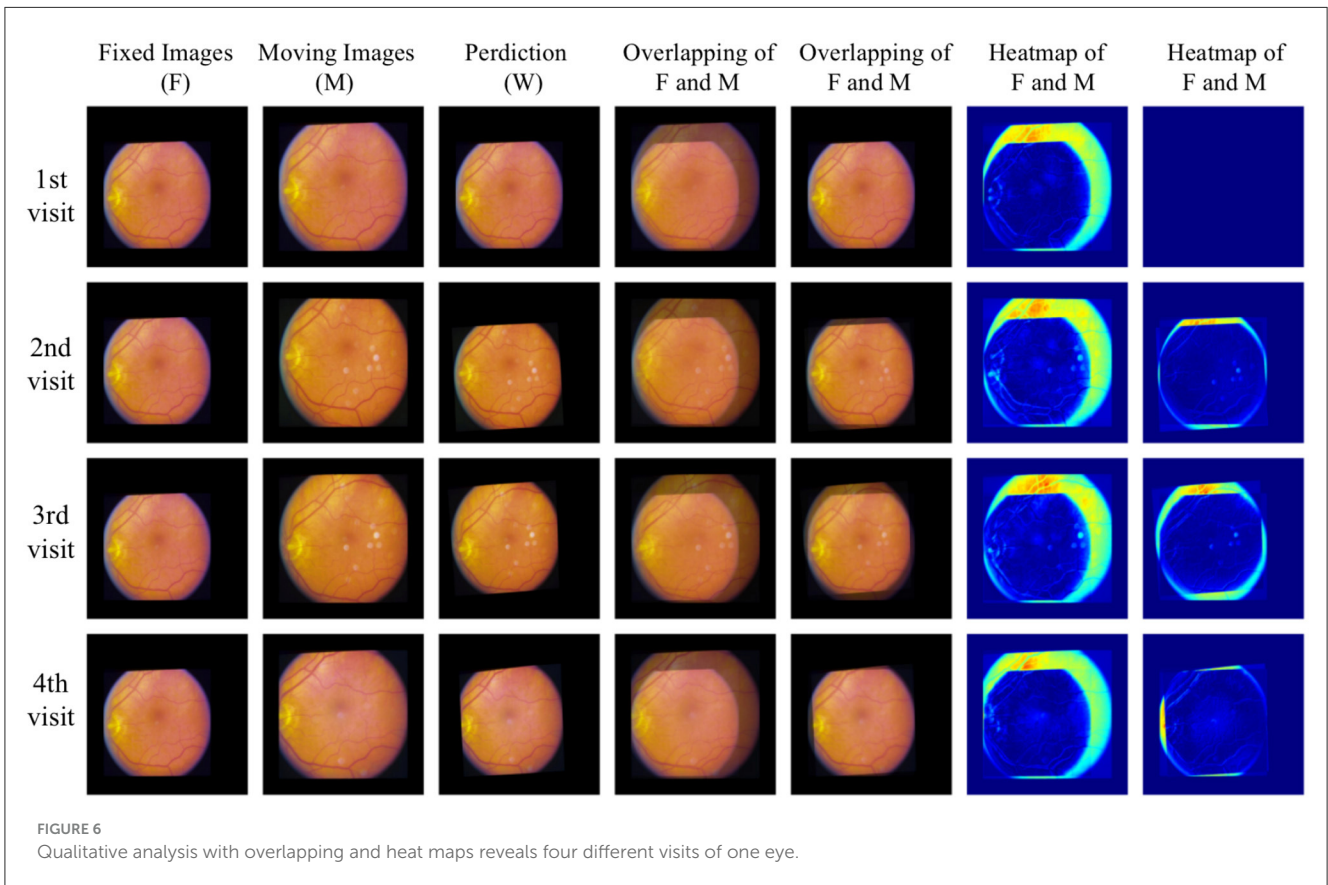 Fixed Images Moving Images Perdiction Overlapping of Overlapping of Heatmap of Heatmap of
(F) (M) (W) F and M F and M F and M F and M
1st
visit
2nd
visit
3rd
visit
4th
visit
FIGURE 6
Qualitative analysis with overlapping and heat maps reveals four different visits of one eye.